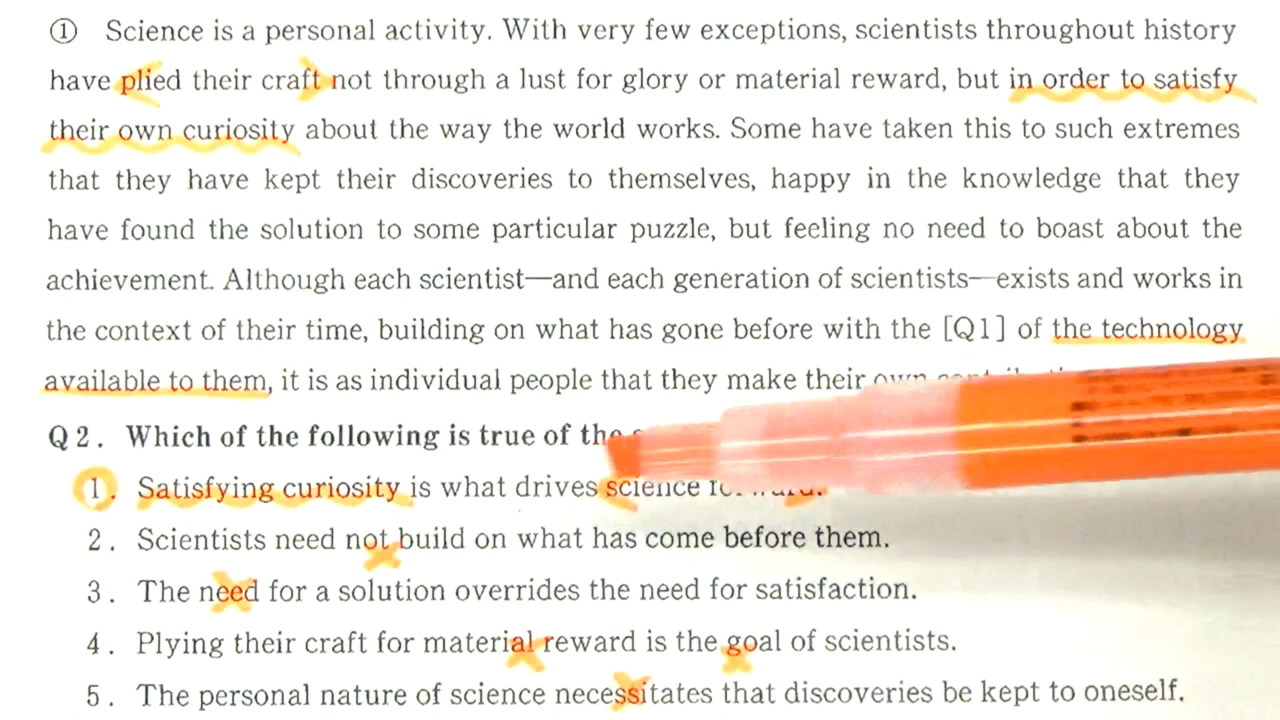 ① Science is a personal activity. With very few exceptions, scientists throughout history
have plied their craft not through a lust for glory or material reward, but in order to satisfy
their own curiosity about the way the world works. Some have taken this to such extremes
that they have kept their discoveries to themselves, happy in the knowledge that they
have found the solution to some particular puzzle, but feeling no need to boast about the
achievement. Although each scientist—and each generation of scientists—exists and works in
the context of their time, building on what has gone before with the [Q1] of the technology
available to them, it is as individual people that they make their own
Q2. Which of the following is true of the
1. Satisfying curiosity is what drives science forward.
2. Scientists need not build on what has come before them.
3. The need for a solution overrides the need for satisfaction.
4. Plying their craft for material reward is the goal of scientists.
5. The personal nature of science necessitates that discoveries be kept to oneself.